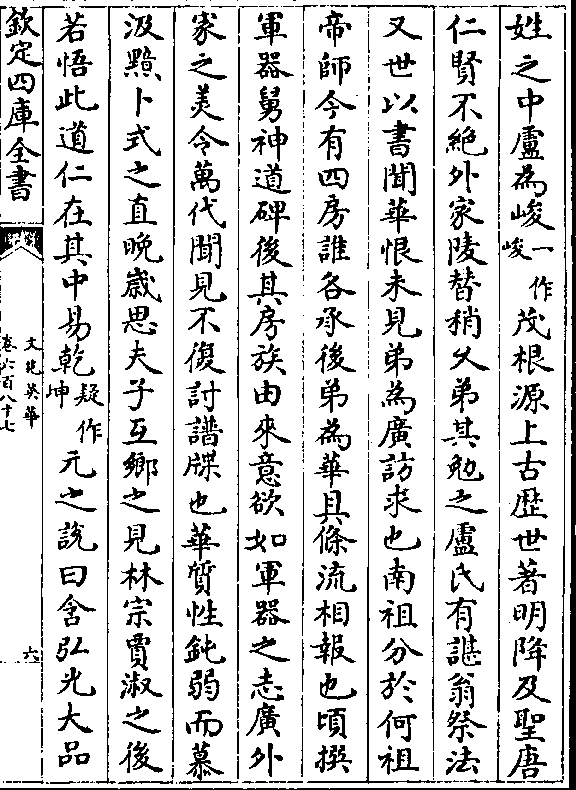 姓之中盧為峻一作峻茂根源上古歴世著明降及聖唐
仁賢不絶外家陵替稍乆弟其勉之盧氏有諶翁祭法
又世以書聞華恨未見弟為廣訪求也南祖分於何祖
帝師今有四房誰各承後弟為華具條流相報也頃撰
軍器舅神道碑後其房族由來意欲如軍器之志廣外
家之美令萬代聞見不復討譜牒也華質性鈍弱而慕
汲黯卜式之直晩歳思夫子互鄉之見林宗賈淑之後
若悟此道仁在其中易乾疑作坤元之說曰含弘光大品
欽定四庫全書
文苑英華
卷六百八十七
六